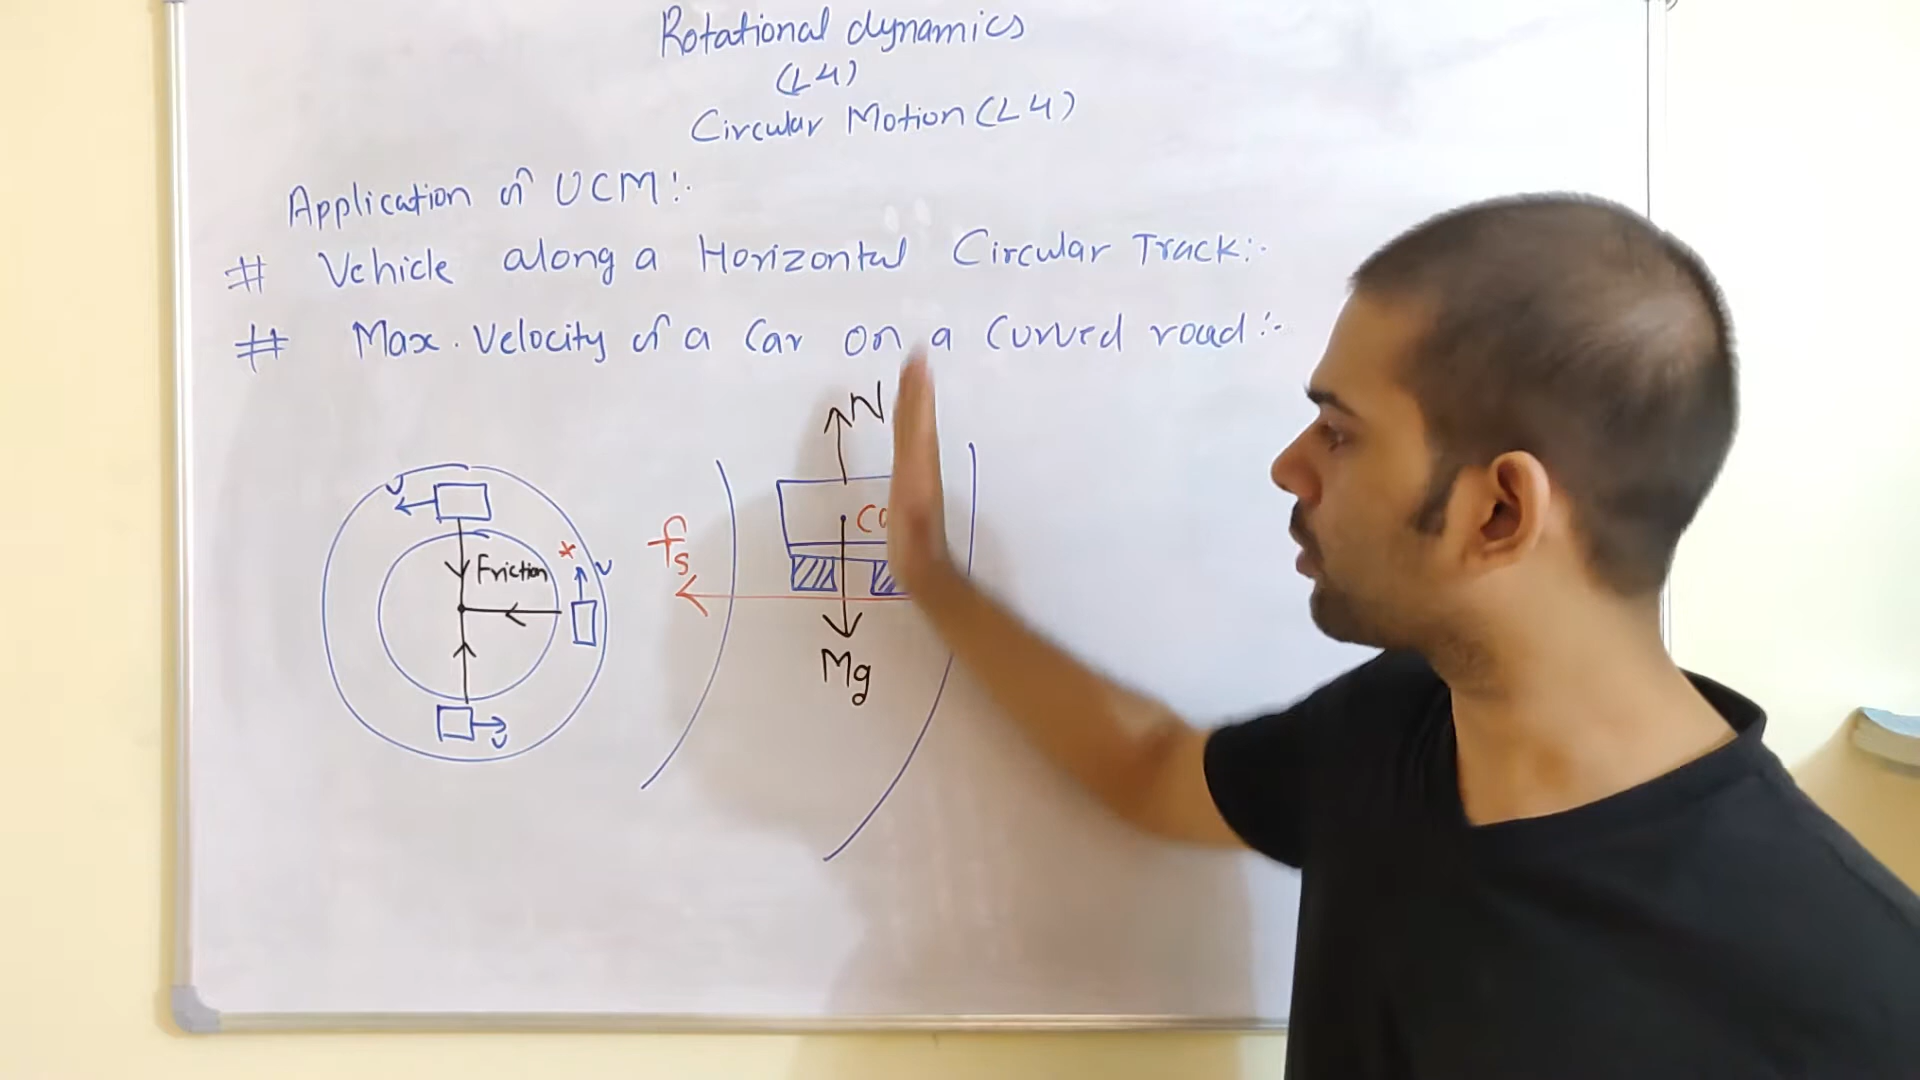 Rotational dynamics
(L4)
Circular Motion (L4)
Application of UCM:-
# Vehicle along a Horizontal Circular Track:-
# Max. Velocity of a Car on a Curved road:-
N
v
Friction
v
fs
Mg
v